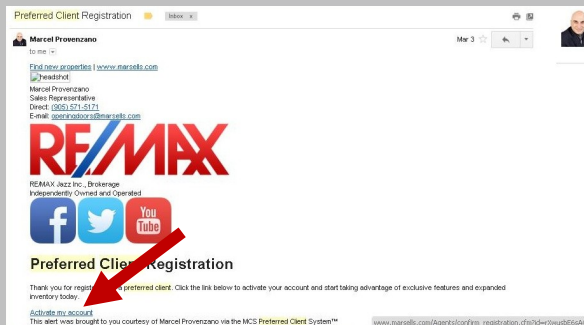 Preferred Client Registration
Inbox x
Marcel Provenzano
Mar 3
to me
Find new properties | www.marsells.com
headshot
Marcel Provenzano
Sales Representative
Direct: (905) 571-5171
E-mail: openingdoors@marsells.com
RE/MAX
RE/MAX Jazz Inc., Brokerage
Independently Owned and Operated
f
You
Tube
Preferred Client Registration
Thank you for a preferred client. Click the link below to activate your account and start taking advantage of exclusive features and expanded
inventory today.
Activate my account
This alert was brought to you courtesy of Marcel Provenzano via the MCS Preferred Client System™